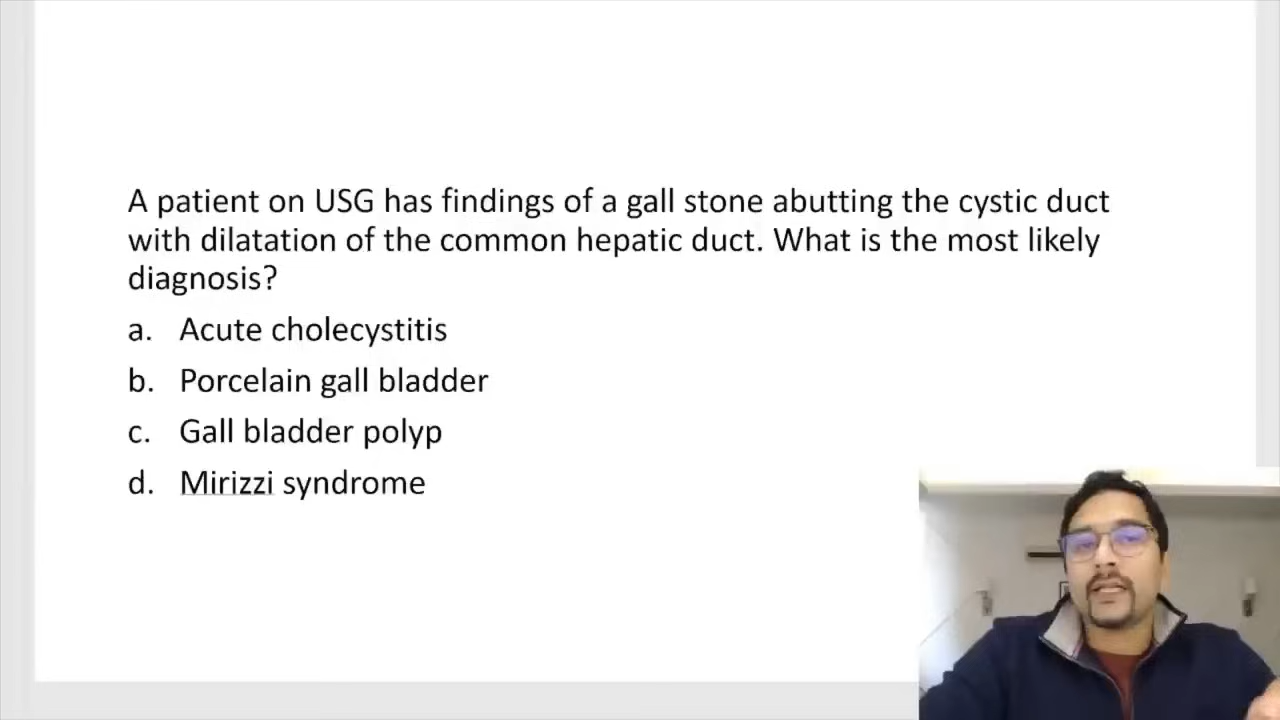 A patient on USG has findings of a gall stone abutting the cystic duct
with dilatation of the common hepatic duct. What is the most likely
diagnosis?
a. Acute cholecystitis
b. Porcelain gall bladder
c. Gall bladder polyp
d. Mirizzi syndrome